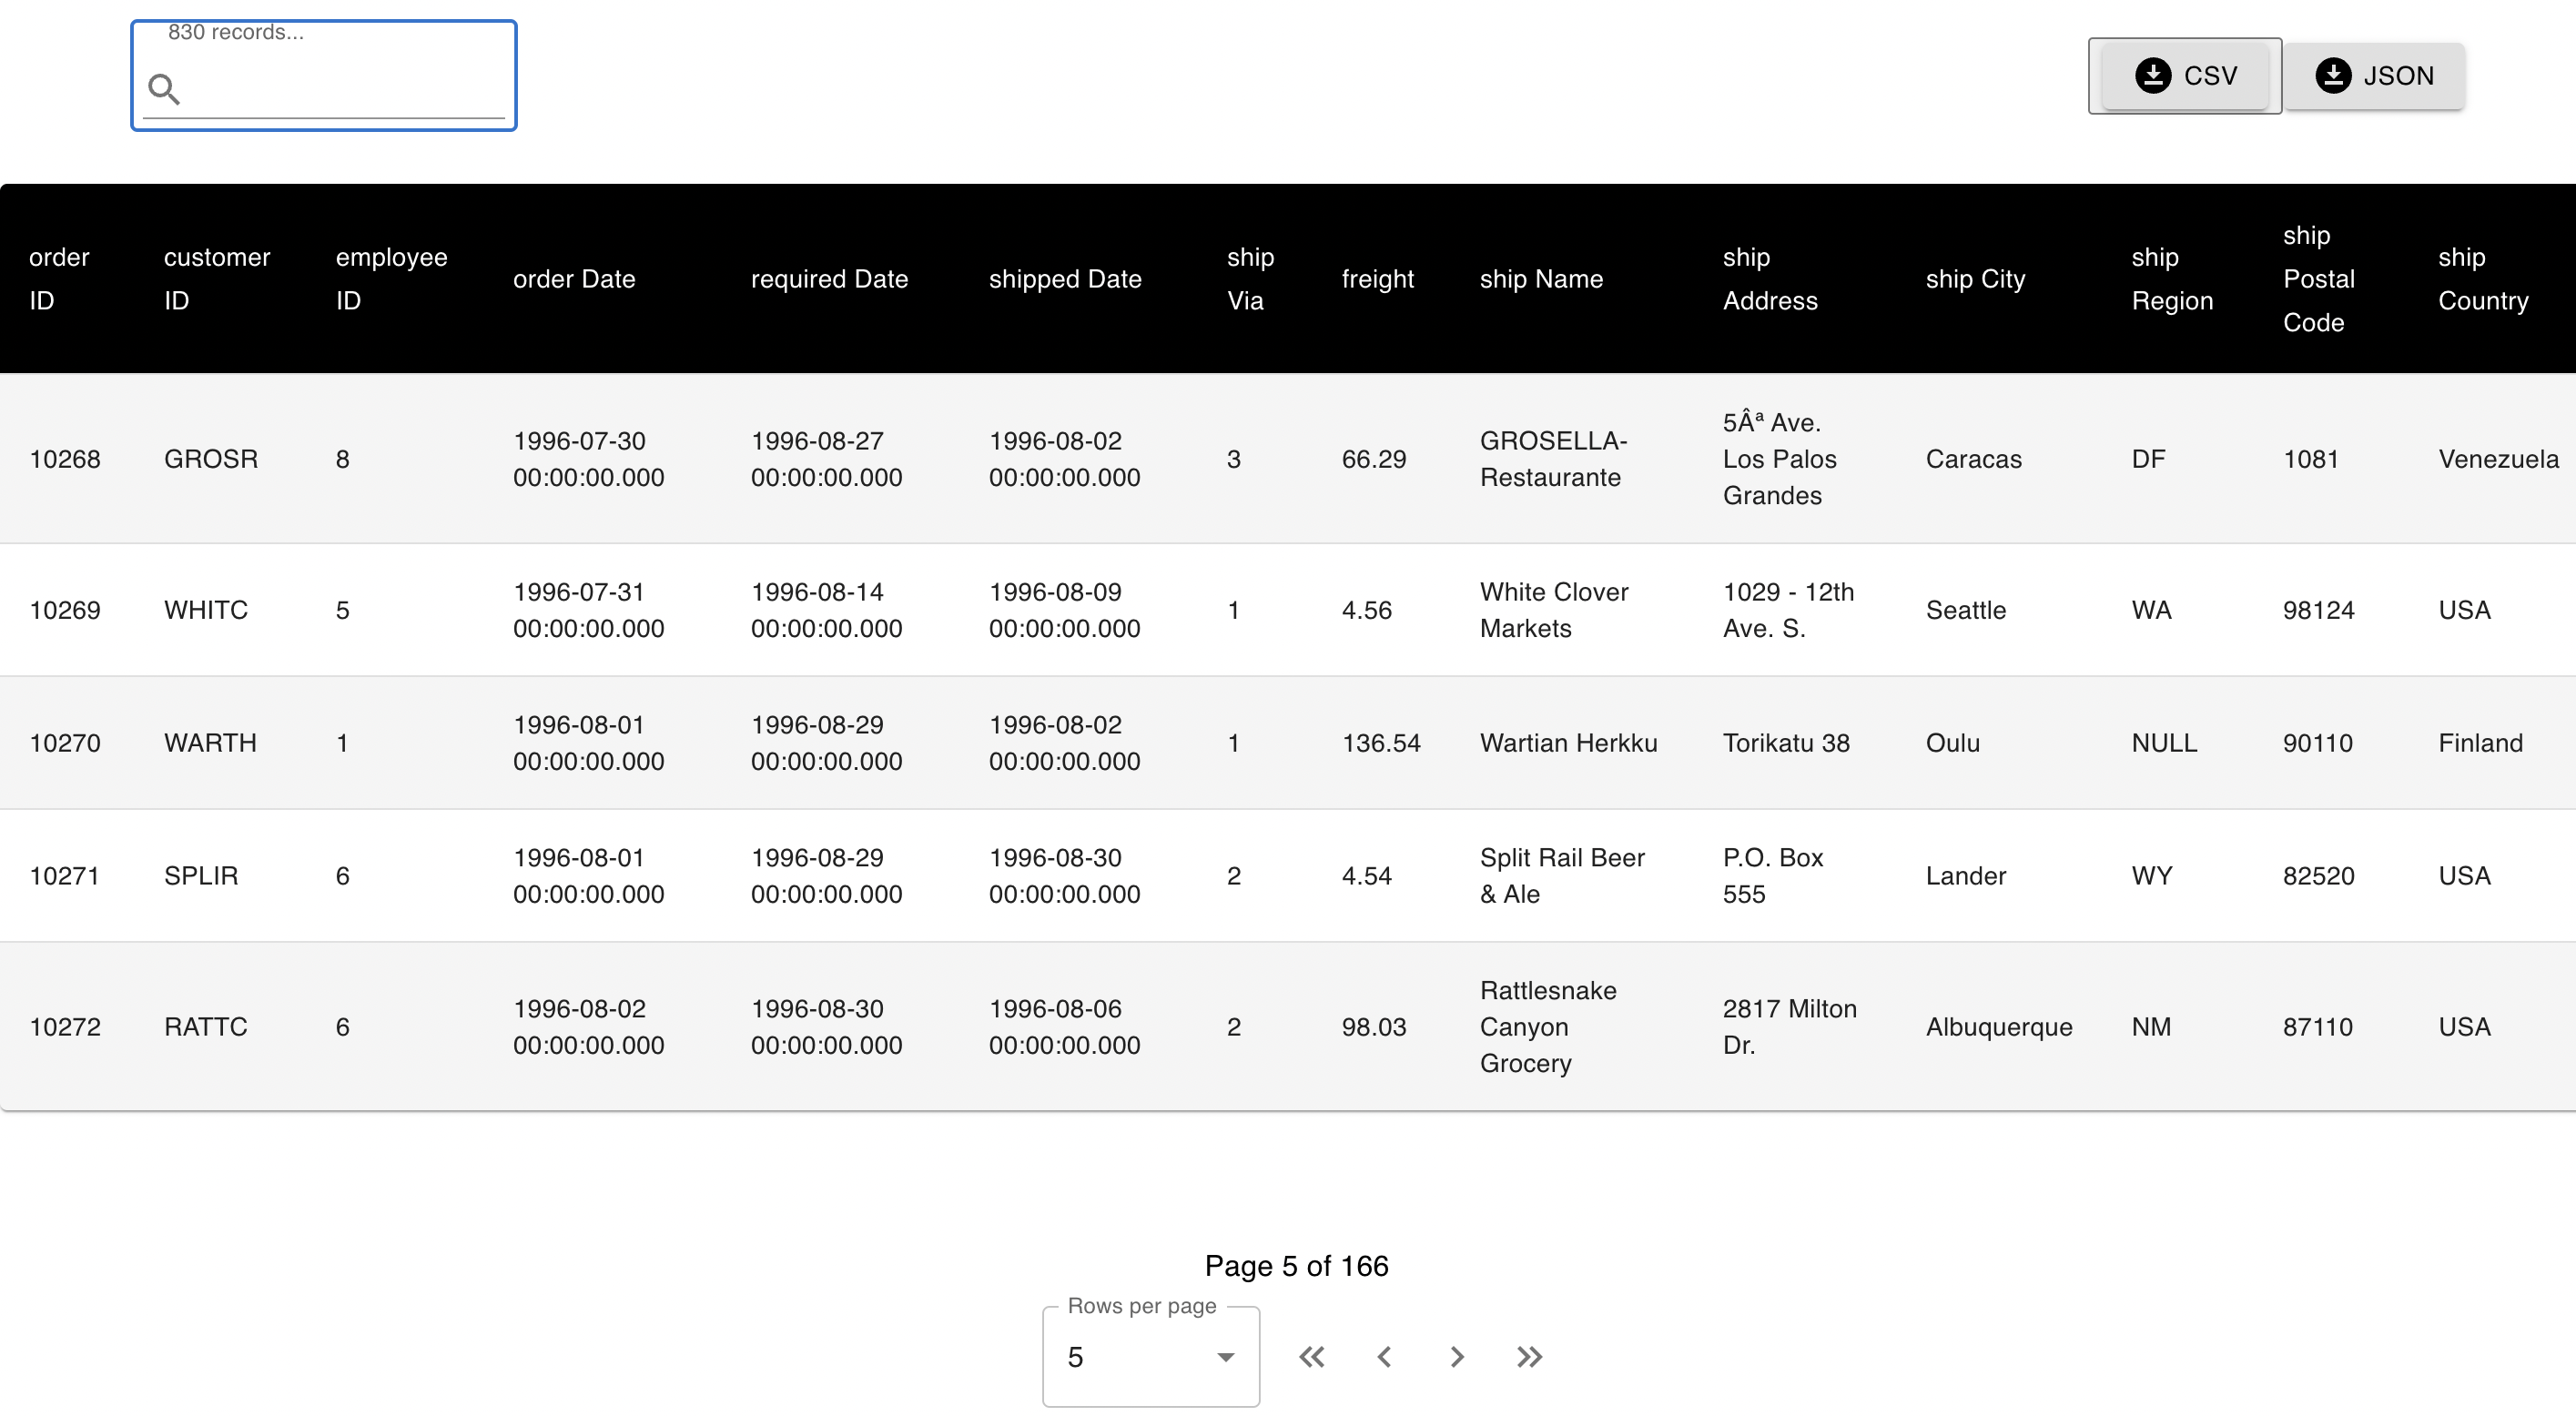 830 records...
CSV JSON
order ID customer ID employee ID order Date required Date shipped Date ship Via freight ship Name ship Address ship City ship Region ship Postal Code ship Country
10268 GROSR 8 1996-07-30 00:00:00.000 1996-08-27 00:00:00.000 1996-08-02 00:00:00.000 3 66.29 GROSELLA-Restaurante 5Âª Ave. Los Palos Grandes Caracas DF 1081 Venezuela
10269 WHITC 5 1996-07-31 00:00:00.000 1996-08-14 00:00:00.000 1996-08-09 00:00:00.000 1 4.56 White Clover Markets 1029 - 12th Ave. S. Seattle WA 98124 USA
10270 WARTH 1 1996-08-01 00:00:00.000 1996-08-29 00:00:00.000 1996-08-02 00:00:00.000 1 136.54 Wartian Herkku Torikatu 38 Oulu NULL 90110 Finland
10271 SPLIR 6 1996-08-01 00:00:00.000 1996-08-29 00:00:00.000 1996-08-30 00:00:00.000 2 4.54 Split Rail Beer & Ale P.O. Box 555 Lander WY 82520 USA
10272 RATTC 6 1996-08-02 00:00:00.000 1996-08-30 00:00:00.000 1996-08-06 00:00:00.000 2 98.03 Rattlesnake Canyon Grocery 2817 Milton Dr. Albuquerque NM 87110 USA
Page 5 of 166
Rows per page
5